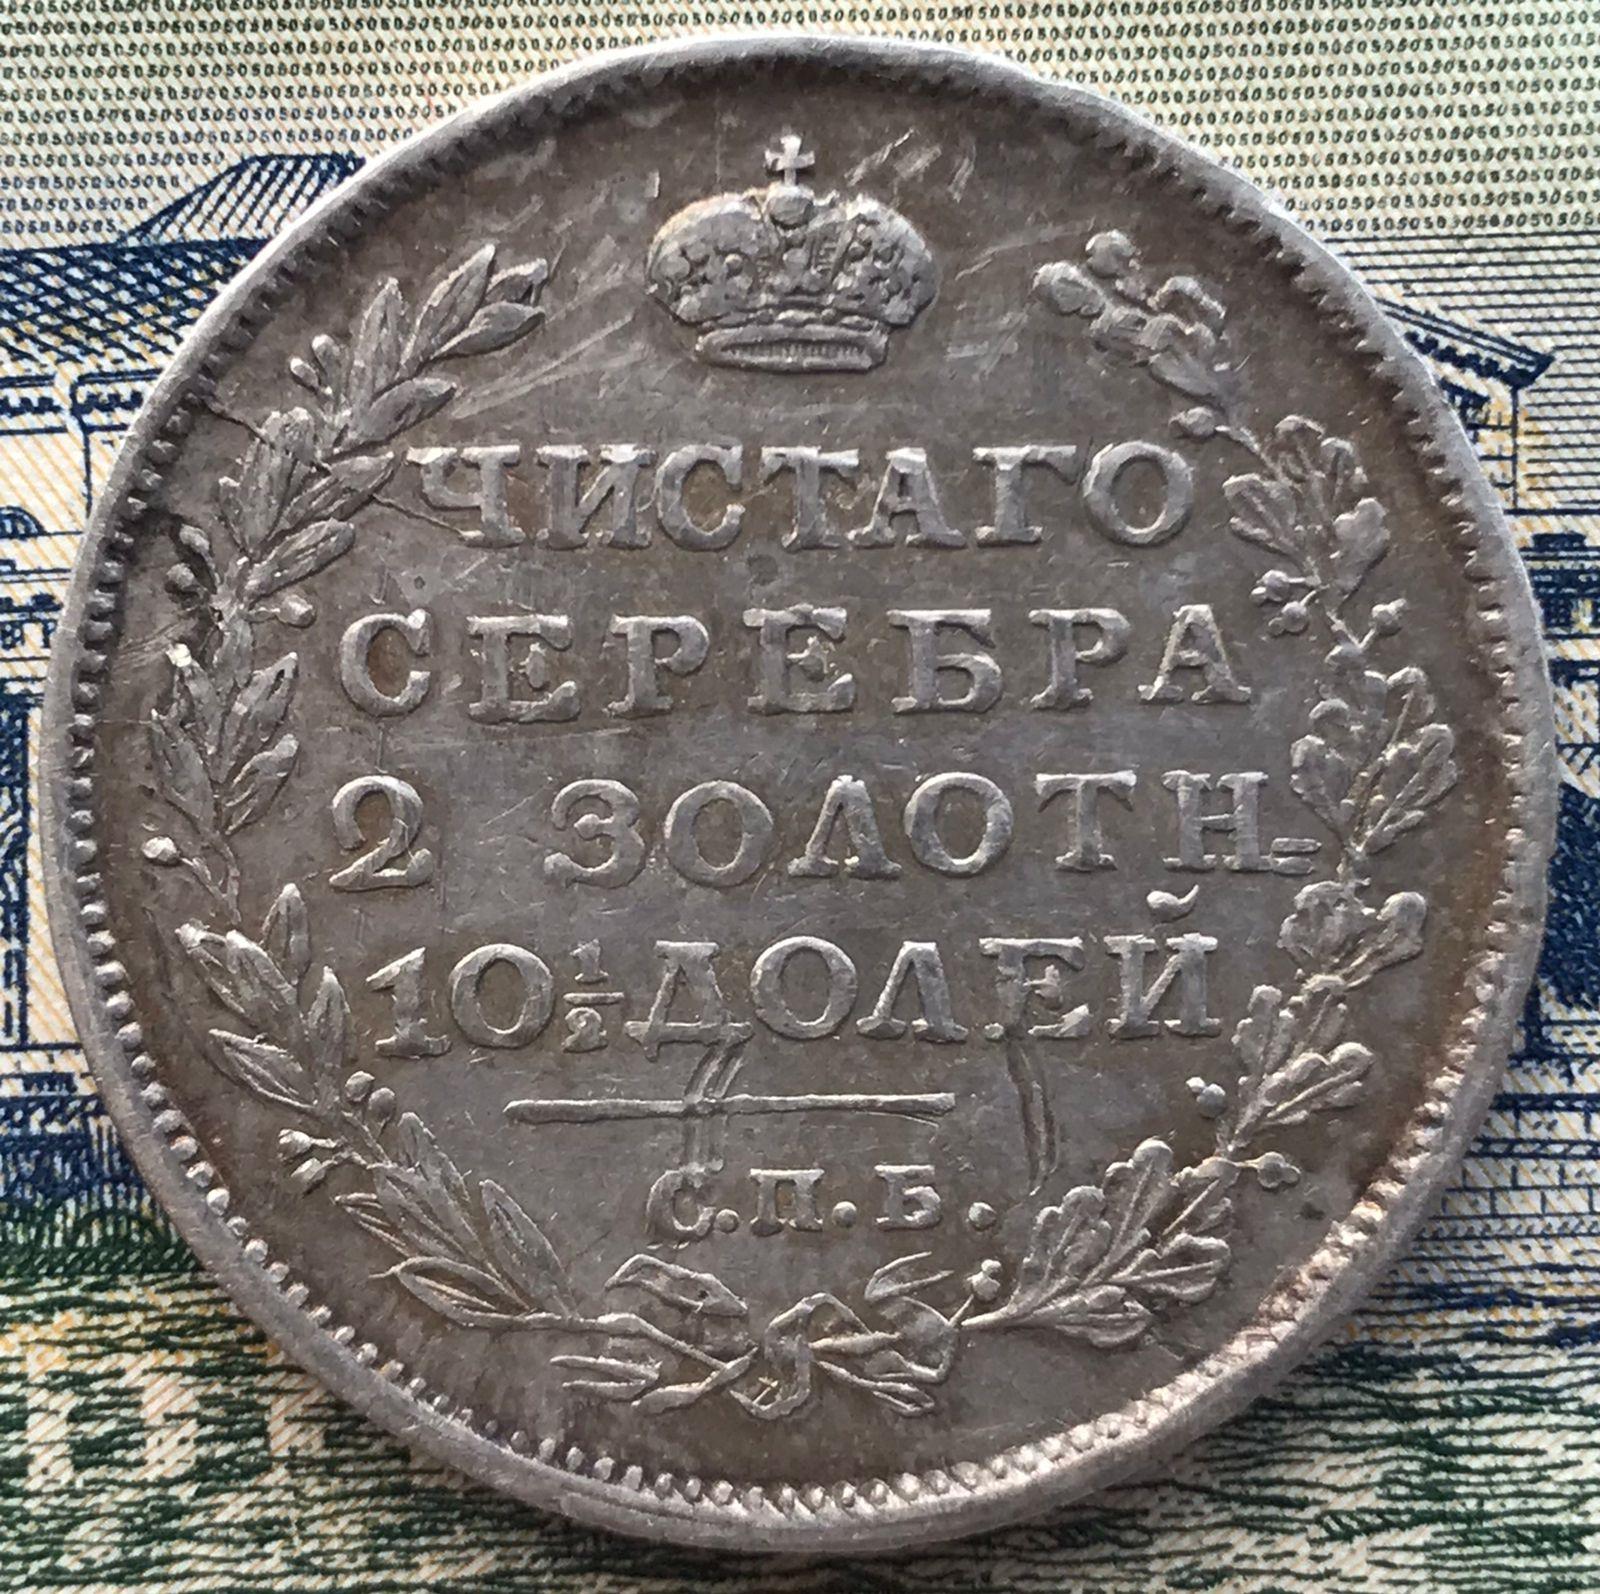 ЧИСТАГО
СЕРЕБРА
2 ЗОЛОТН=
10½ ДОЛЕЙ
С.П.Б.